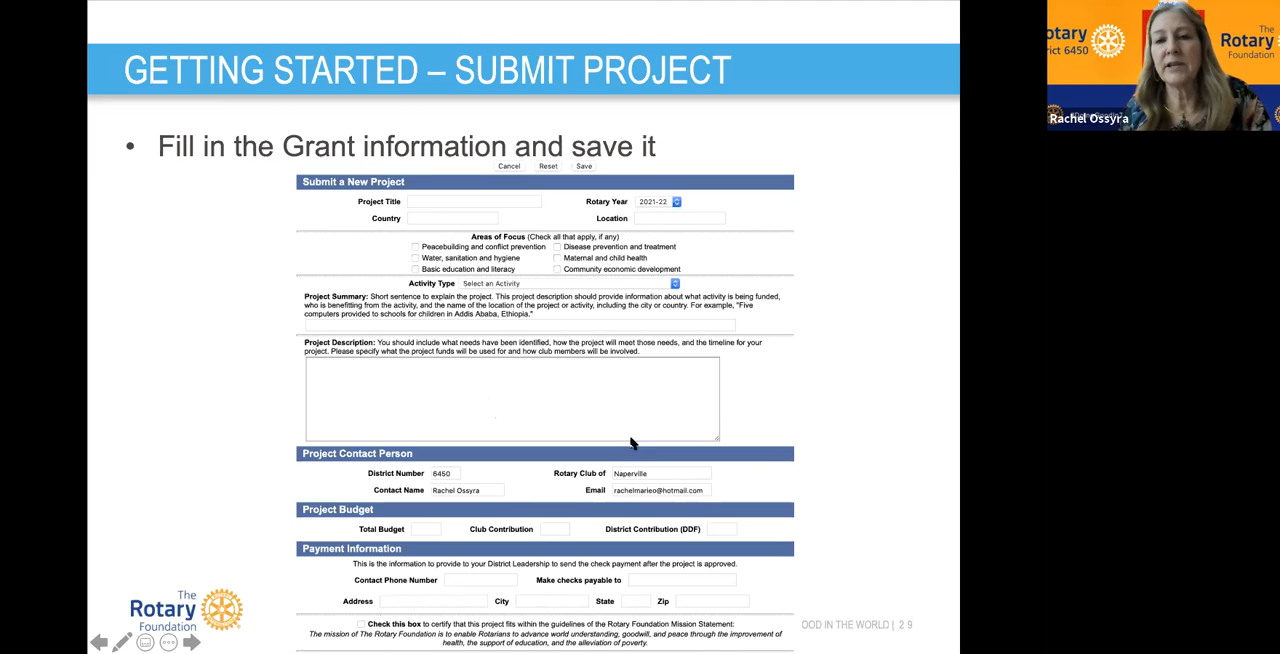 GETTING STARTED – SUBMIT PROJECT
• Fill in the Grant information and save it
Cancel Reset Save
Submit a New Project
Project Title Rotary Year 2021-22
Country Location
Areas of Focus (Check all that apply, if any)
Peacebuilding and conflict prevention Disease prevention and treatment
Water, sanitation and hygiene Maternal and child health
Basic education and literacy Community economic development
Activity Type Select an Activity
Project Summary: Short sentence to explain the project. This project description should provide information about what activity is being funded,
who is benefitting from the activity, and the name of the location of the project or activity, including the city or country. For example, "Five
computers provided to schools for children in Addis Ababa, Ethiopia."
Project Description: You should include what needs have been identified, how the project will meet those needs, and the timeline for your
project. Please specify what the project funds will be used for and how club members will be involved.
Project Contact Person
District Number 6450 Rotary Club of Naperville
Contact Name Rachel Ossyra Email rachelmarieo@hotmail.com
Project Budget
Total Budget Club Contribution District Contribution (DDF)
Payment Information
This is the information to provide to your District Leadership to send the check payment after the project is approved.
Contact Phone Number Make checks payable to
Address City State Zip
Check this box to certify that this project fits within the guidelines of the Rotary Foundation Mission Statement:
The mission of The Rotary Foundation is to enable Rotarians to advance world understanding, goodwill, and peace through the improvement of
health, the support of education, and the alleviation of poverty.
The
Rotary
Foundation
OOD IN THE WORLD | 29
otary
rict 6450
The
Rotary
Foundation
Rachel Ossyra